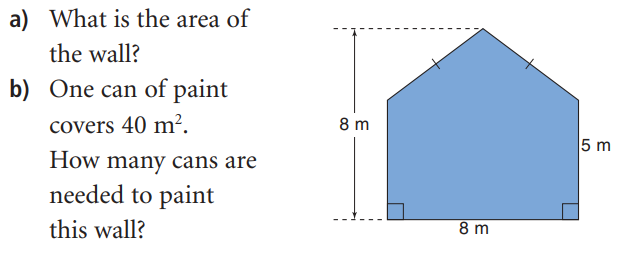 a) What is the area of
the wall?
b) One can of paint
covers 40 m².
How many cans are
needed to paint
this wall?
8 m
5 m
8 m